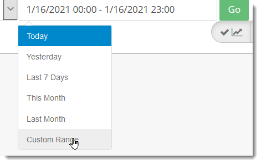 1/16/2021 00:00 - 1/16/2021 23:00 Go
Today
Yesterday
Last 7 Days
This Month
Last Month
Custom Range